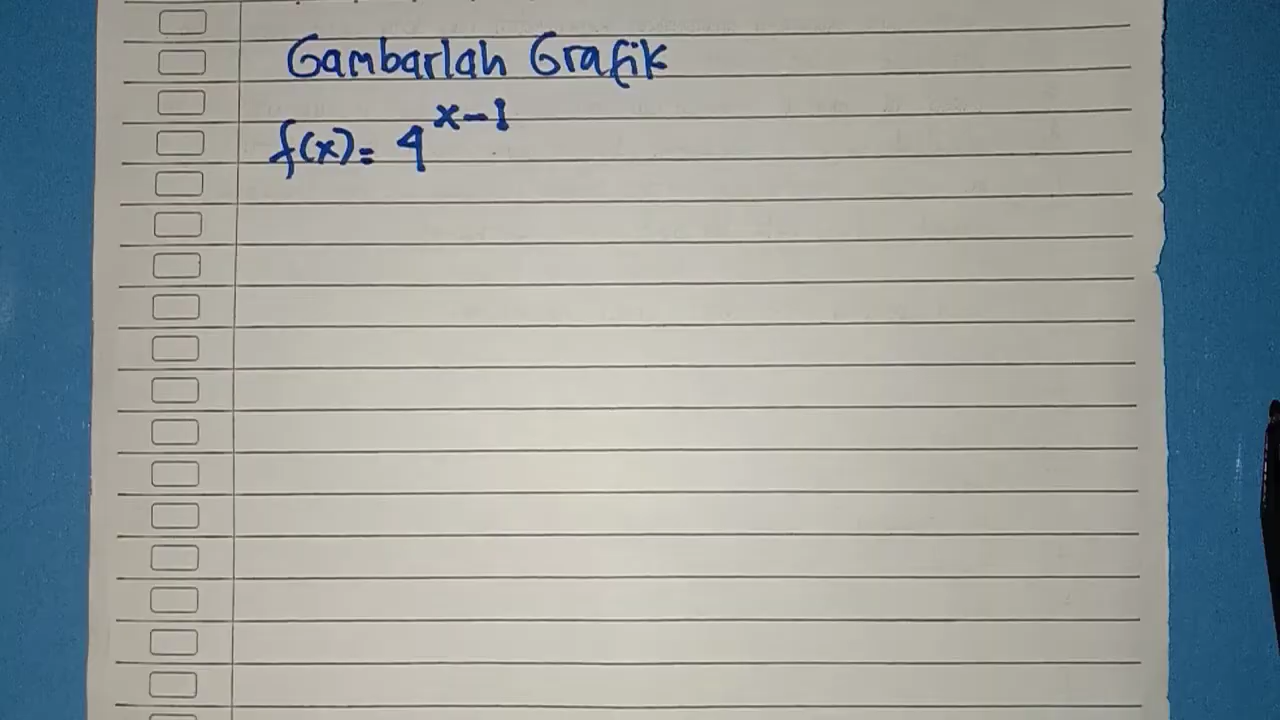 Gambarlah Grafik
f(x) = 4^{x-1}